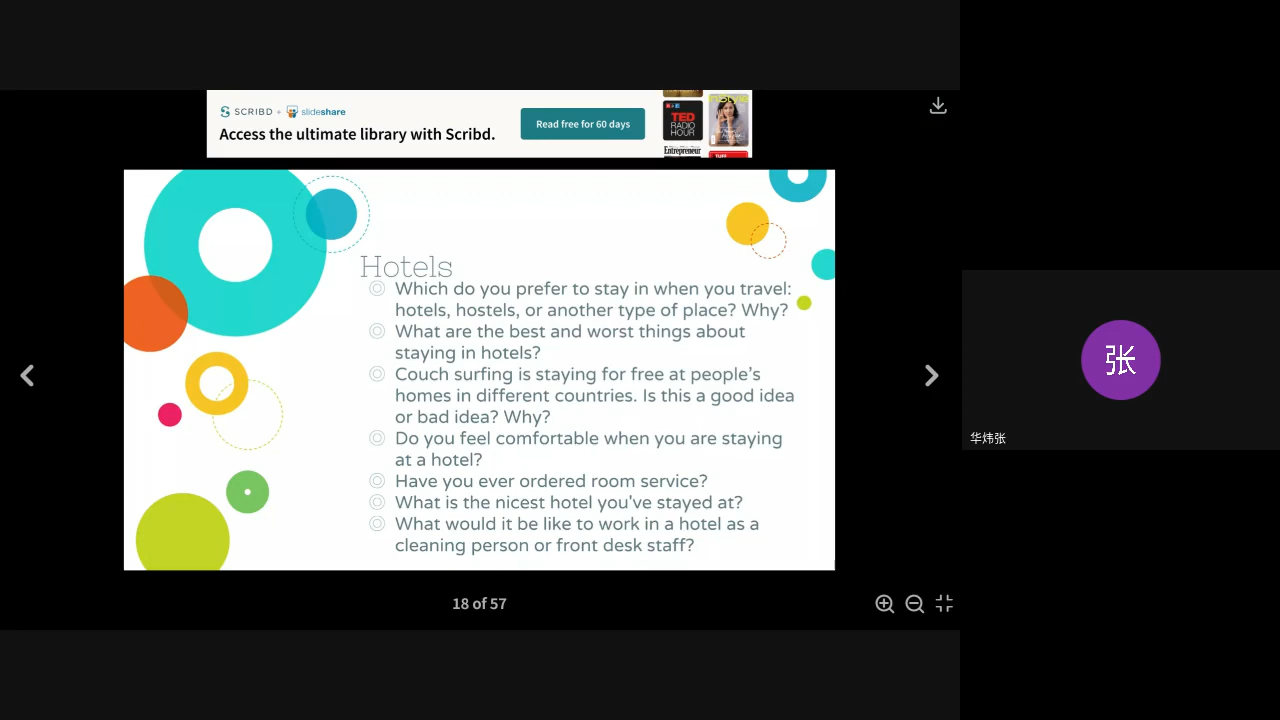 SCRIBD + slideshare
Access the ultimate library with Scribd.
Read free for 60 days
TED
RADIO
HOUR
InStyle
Entrepreneur
Hotels
Which do you prefer to stay in when you travel:
hotels, hostels, or another type of place? Why?
What are the best and worst things about
staying in hotels?
Couch surfing is staying for free at people's
homes in different countries. Is this a good idea
or bad idea? Why?
Do you feel comfortable when you are staying
at a hotel?
Have you ever ordered room service?
What is the nicest hotel you've stayed at?
What would it be like to work in a hotel as a
cleaning person or front desk staff?
18 of 57
张
华炜张